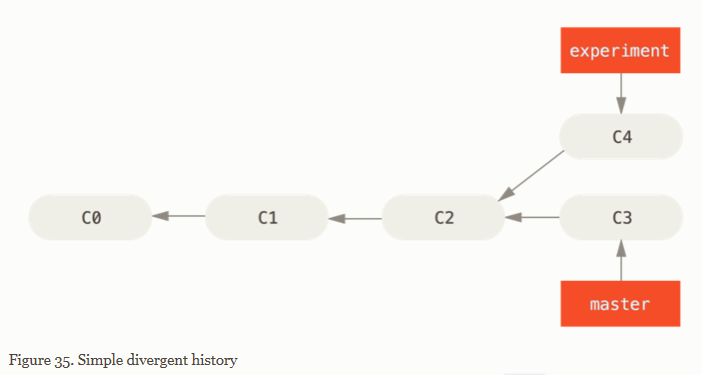 experiment
C4
C0
C1
C2
C3
master
Figure 35. Simple divergent history